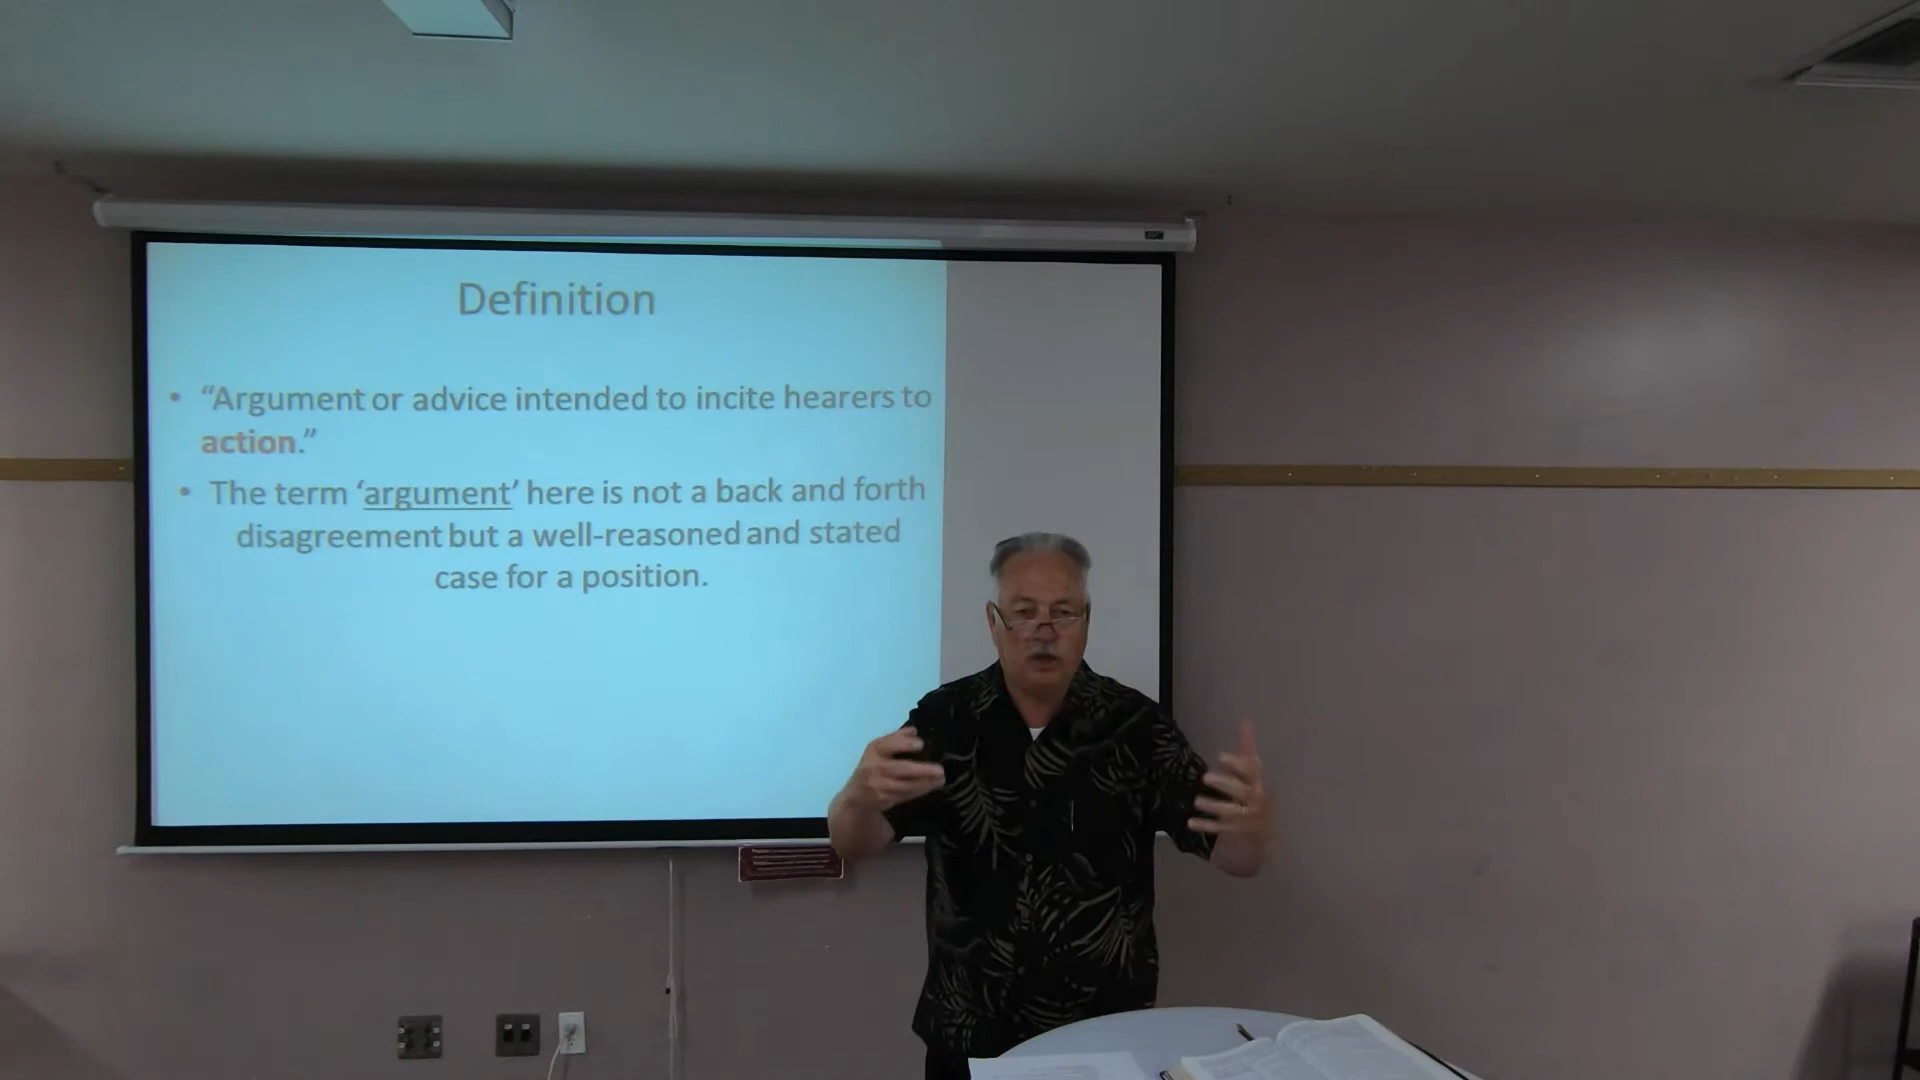 Definition
• “Argument or advice intended to incite hearers to
action.”
• The term ‘argument’ here is not a back and forth
disagreement but a well-reasoned and stated
case for a position.